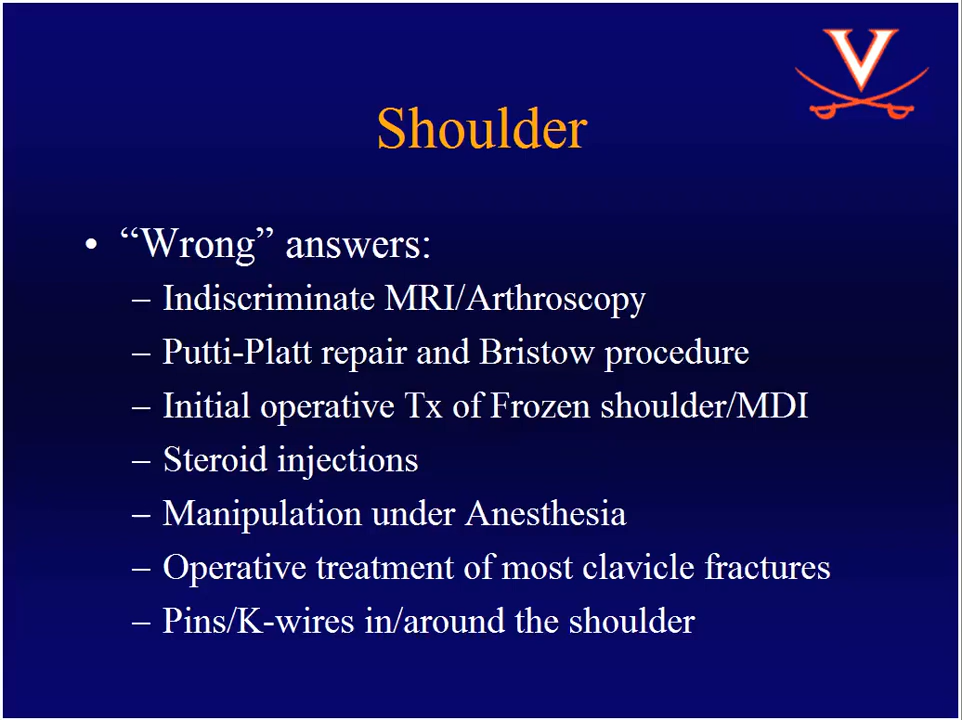 V
Shoulder
• “Wrong” answers:
– Indiscriminate MRI/Arthroscopy
– Putti-Platt repair and Bristow procedure
– Initial operative Tx of Frozen shoulder/MDI
– Steroid injections
– Manipulation under Anesthesia
– Operative treatment of most clavicle fractures
– Pins/K-wires in/around the shoulder